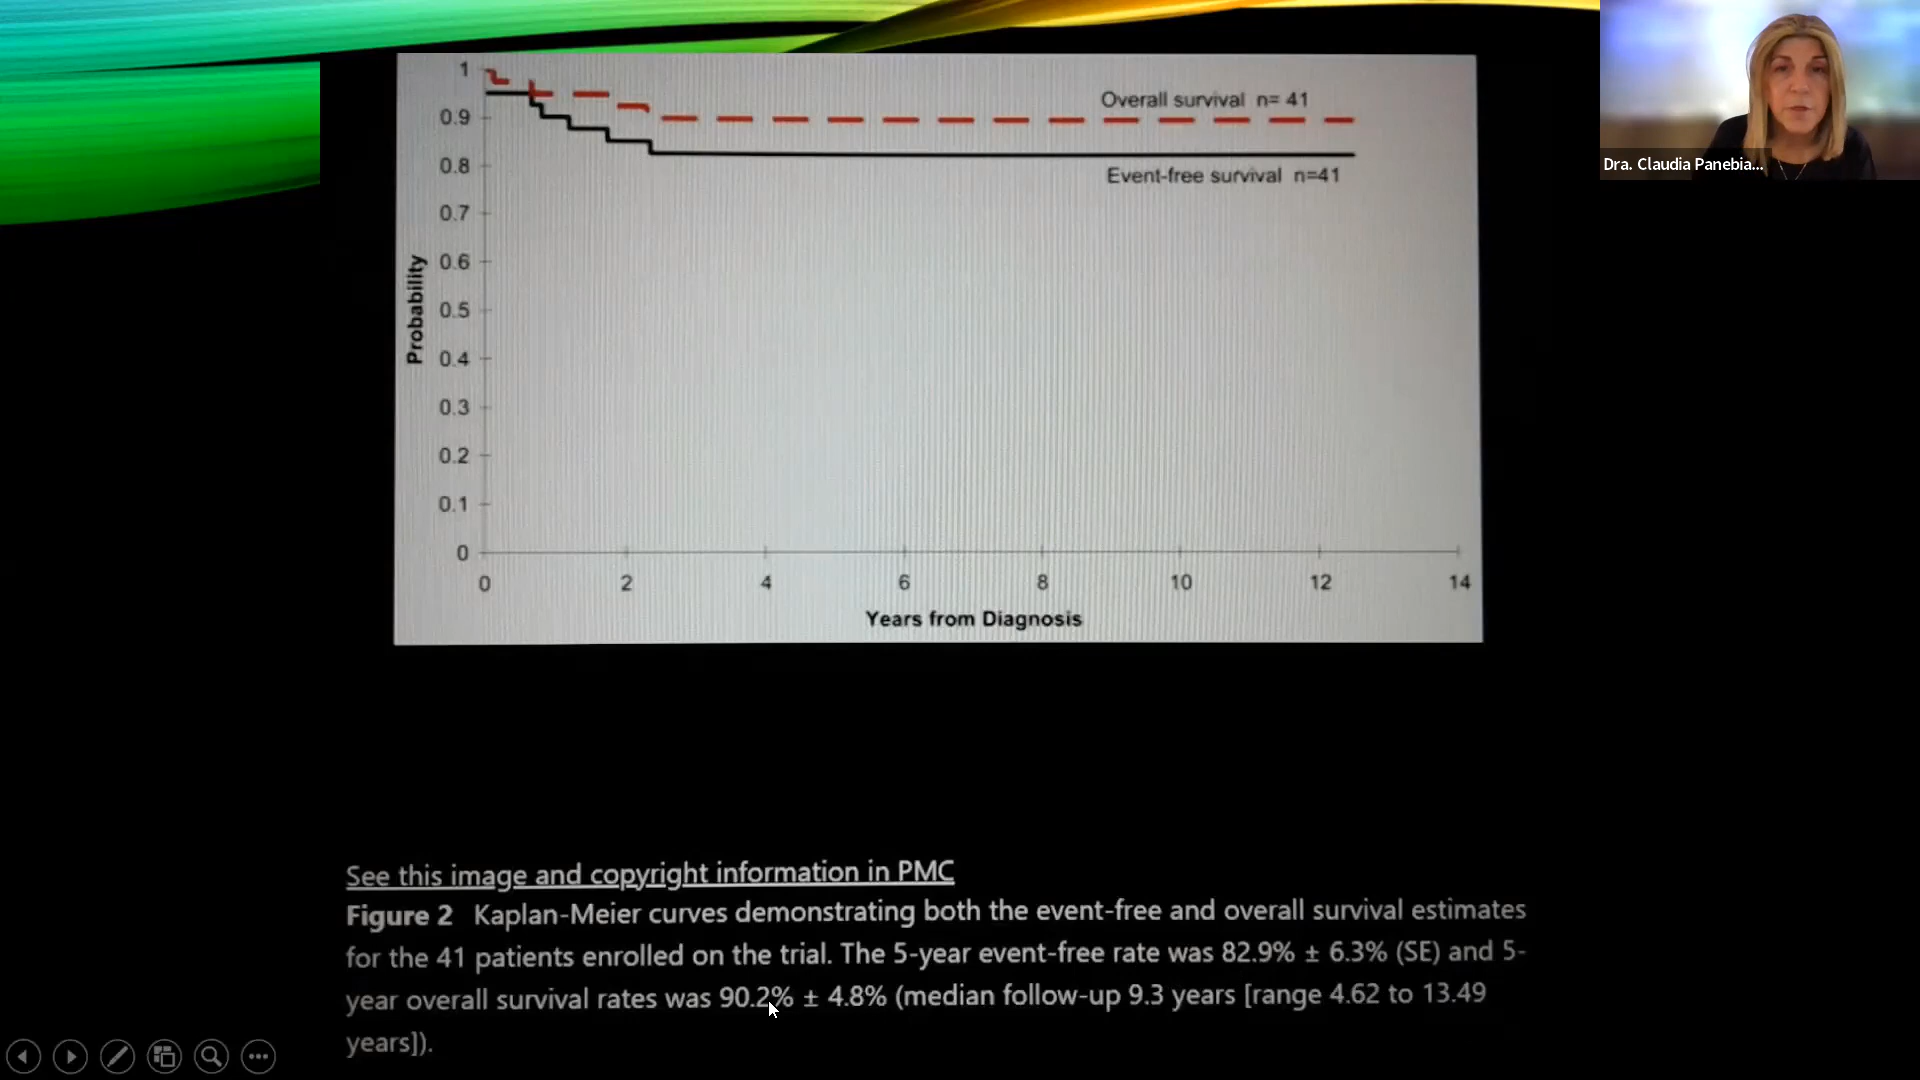 1
0.9
0.8
0.7
0.6
0.5
0.4
0.3
0.2
0.1
0
Probability
Overall survival n= 41
Event-free survival n=41
0 2 4 6 8 10 12 14
Years from Diagnosis
Dra. Claudia Panebia...
See this image and copyright information in PMC
Figure 2 Kaplan-Meier curves demonstrating both the event-free and overall survival estimates
for the 41 patients enrolled on the trial. The 5-year event-free rate was 82.9% ± 6.3% (SE) and 5-
year overall survival rates was 90.2% ± 4.8% (median follow-up 9.3 years [range 4.62 to 13.49
years]).